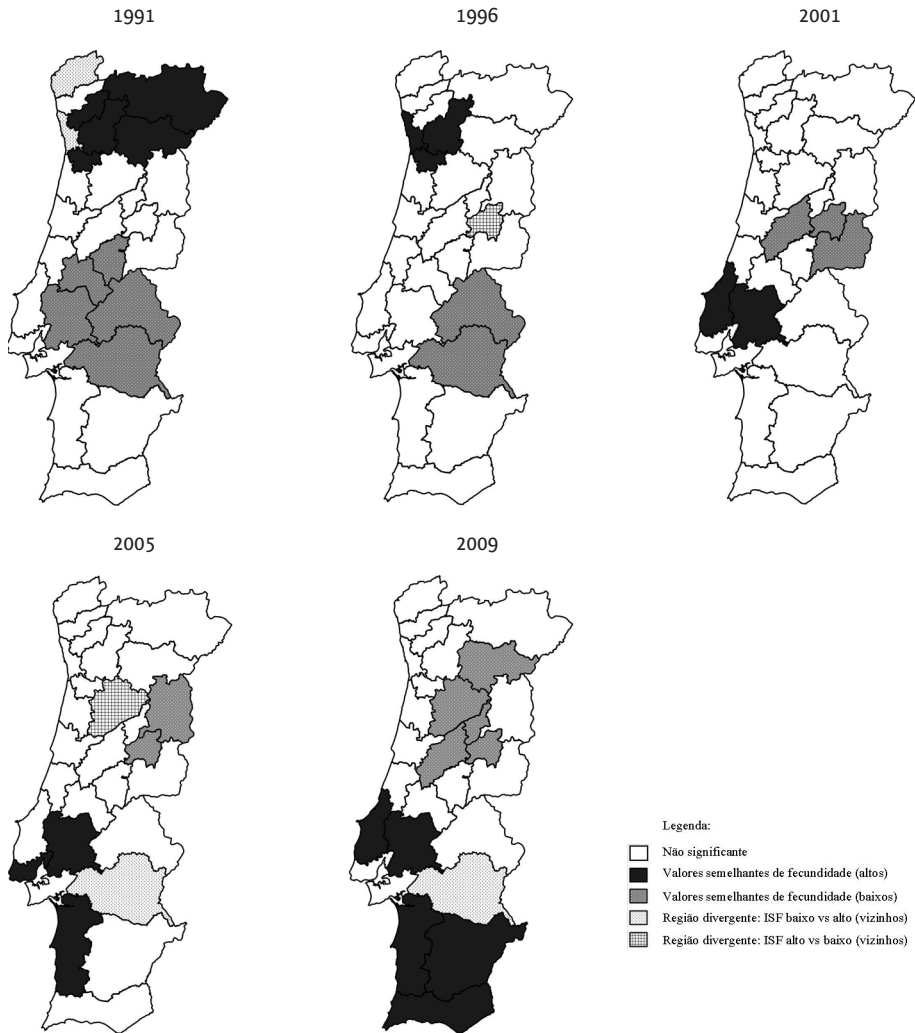 1991
1996
2001
2005
2009
Legenda:
Não significante
Valores semelhantes de fecundidade (altos)
Valores semelhantes de fecundidade (baixos)
Região divergente: ISF baixo vs alto (vizinhos)
Região divergente: ISF alto vs baixo (vizinhos)